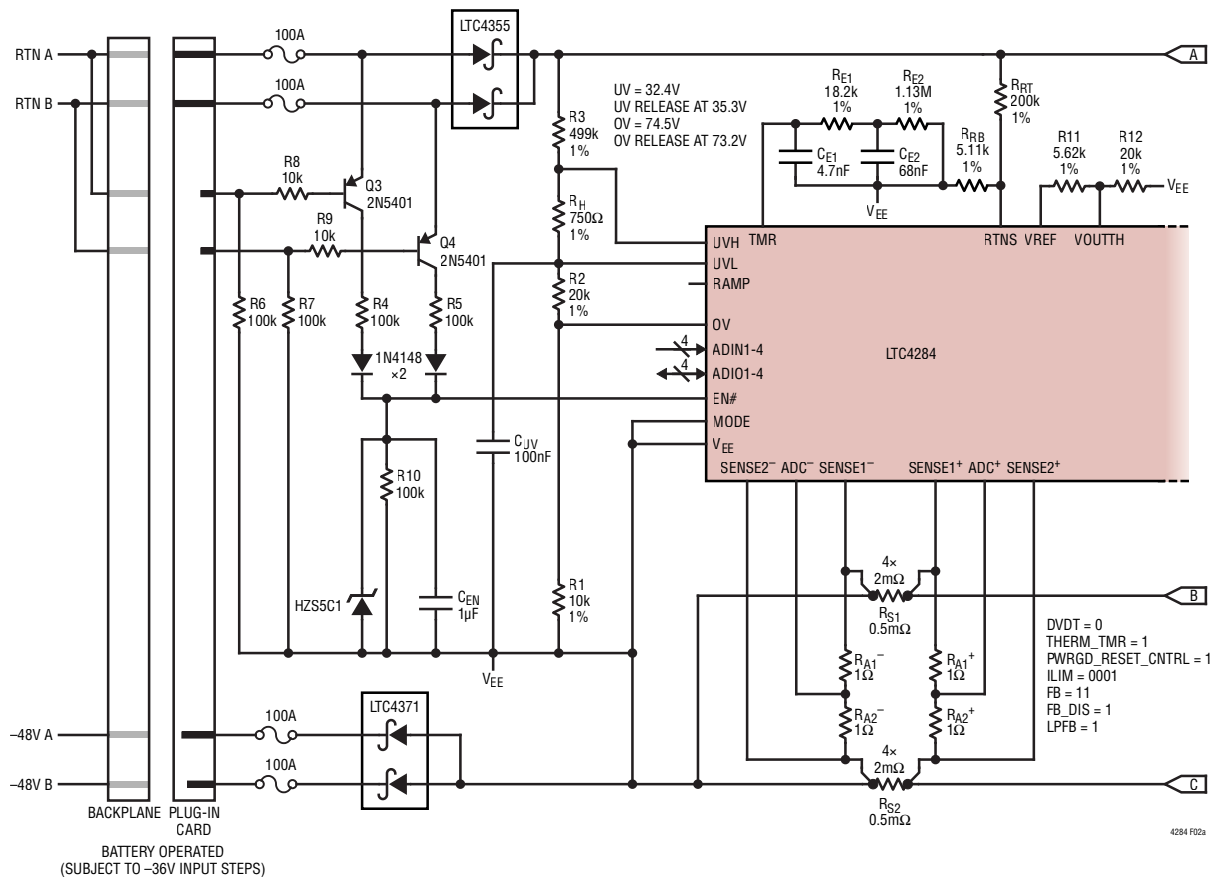 RTN A
RTN B
100A
100A
LTC4355
R8
10k
Q3
2N5401
R9
10k
Q4
2N5401
R6
100k
R7
100k
R4
100k
R5
100k
1N4148
×2
R3
499k
1%
RH
750Ω
1%
R2
20k
1%
R1
10k
1%
UV = 32.4V
UV RELEASE AT 35.3V
OV = 74.5V
OV RELEASE AT 73.2V
RE1
18.2k
1%
RE2
1.13M
1%
CE1
4.7nF
CE2
68nF
VEE
RRB
5.11k
1%
RRT
200k
1%
R11
5.62k
1%
R12
20k
1%
VEE
A
TMR
RTNS
VREF
VOUTTH
UVH
UVL
RAMP
OV
4
ADIN1-4
4
ADIO1-4
EN#
MODE
VEE
LTC4284
SENSE2–
ADC–
SENSE1–
SENSE1+
ADC+
SENSE2+
R10
100k
HZS5C1
CEN
1µF
CUV
100nF
VEE
4×
2mΩ
RS1
0.5mΩ
B
RA1–
1Ω
RA1+
1Ω
RA2–
1Ω
RA2+
1Ω
4×
2mΩ
RS2
0.5mΩ
C
DVDT = 0
THERM_TMR = 1
PWRGD_RESET_CNTRL = 1
ILIM = 0001
FB = 11
FB_DIS = 1
LPFB = 1
–48V A
–48V B
100A
100A
LTC4371
BACKPLANE
PLUG-IN
CARD
BATTERY OPERATED
(SUBJECT TO –36V INPUT STEPS)
4284 F02a